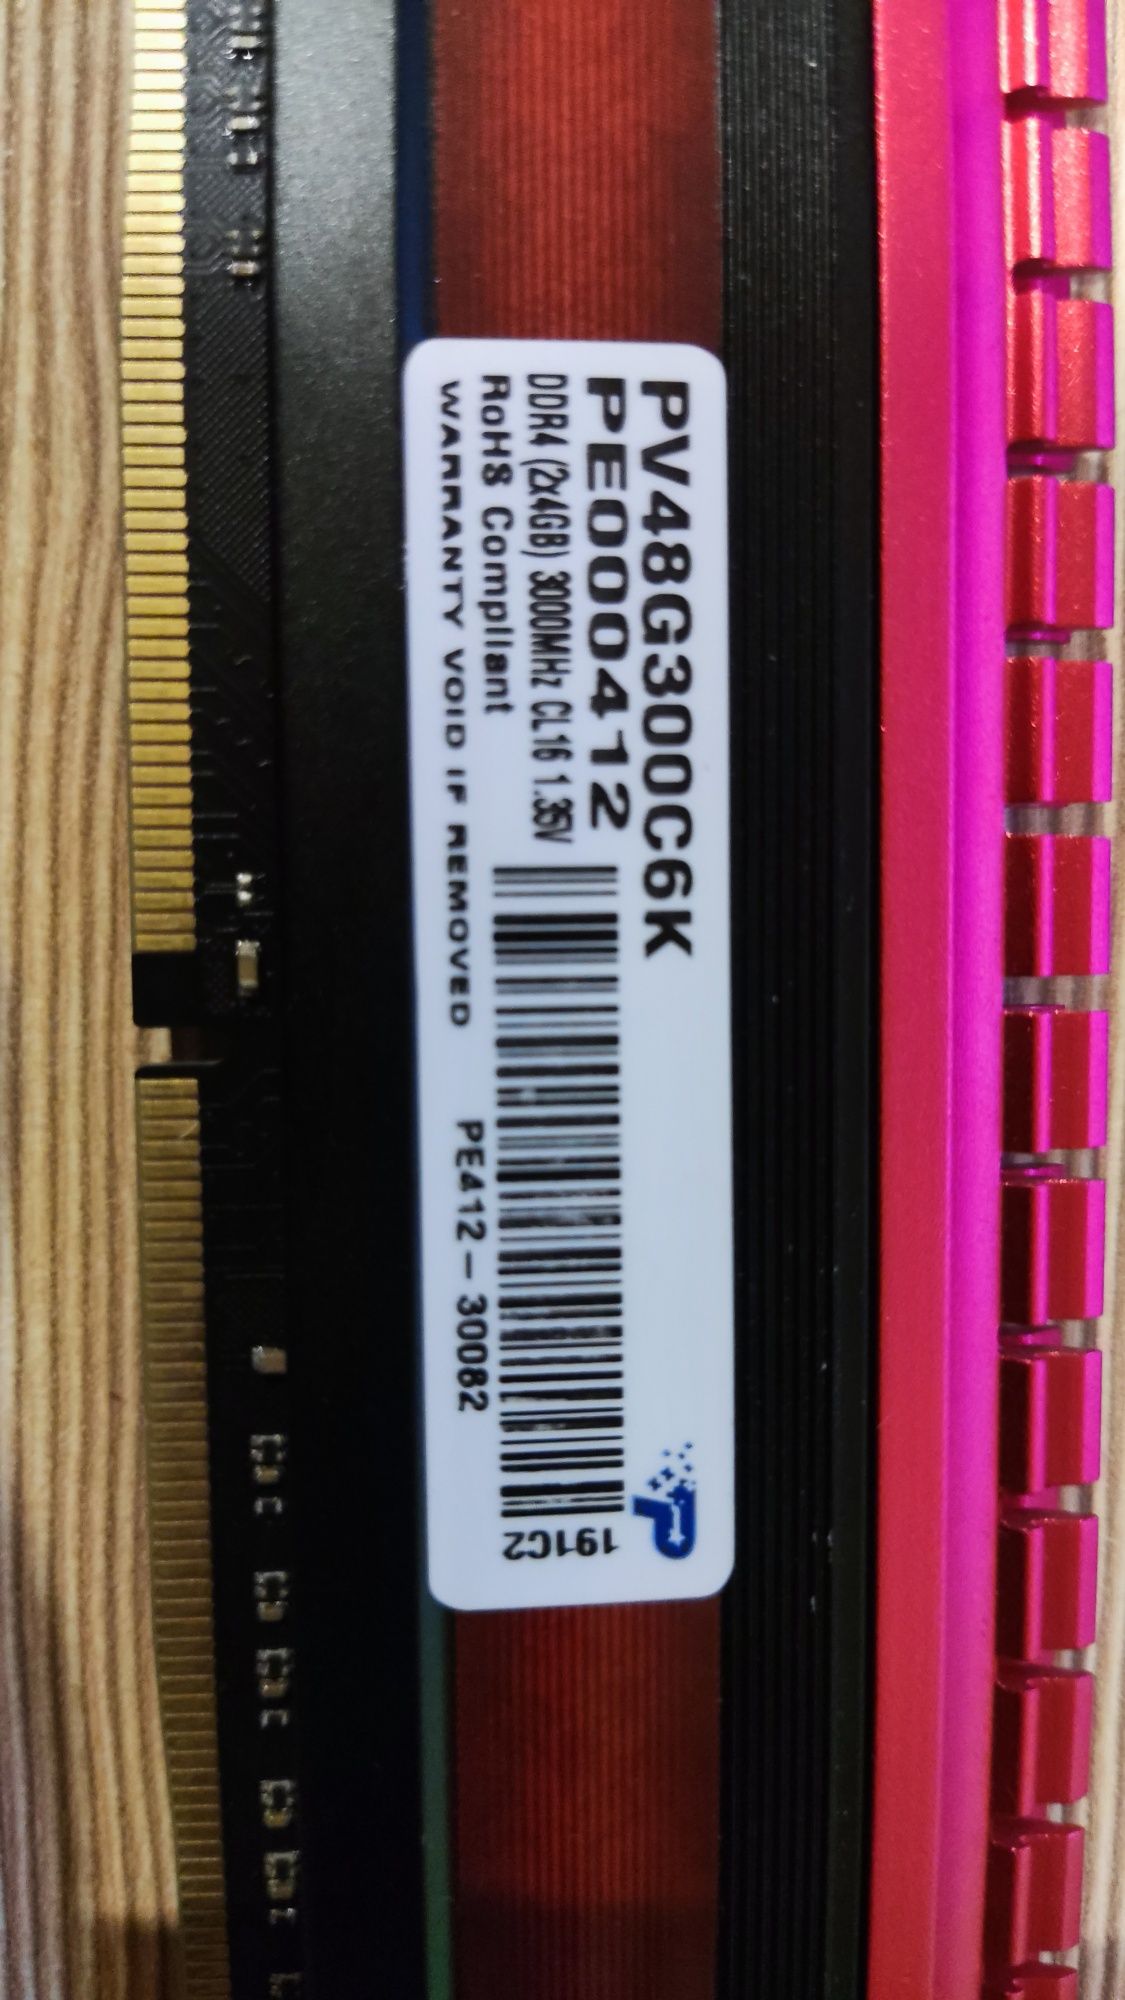 PV48G300C6K
PE000412
DDR4 (2x4GB) 3000MHz CL16 1.35V
RoHS Compliant
WARRANTY VOID IF REMOVED
PE412-30082
191C2